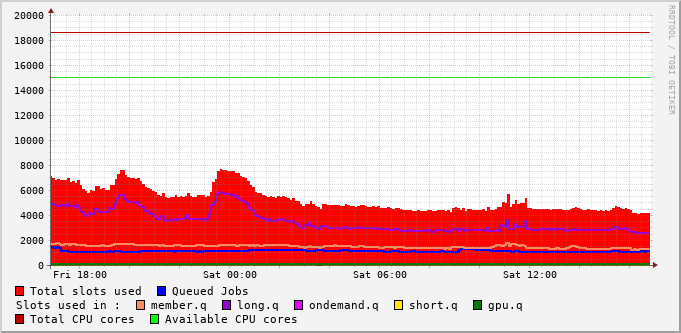 RRDTOOL / TOBI OETIKER
20000
18000
16000
14000
12000
10000
8000
6000
4000
2000
0
Fri 18:00 Sat 00:00 Sat 06:00 Sat 12:00
Total slots used Queued Jobs
Slots used in : member.q long.q ondemand.q short.q gpu.q
Total CPU cores Available CPU cores